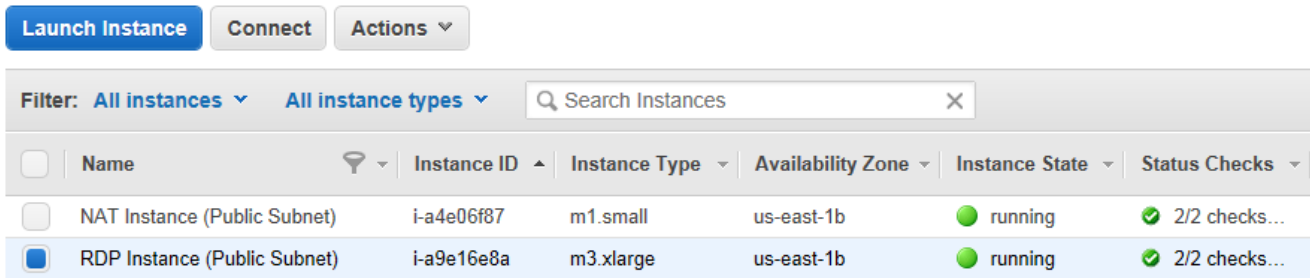 Launch Instance Connect Actions
Filter: All instances All instance types Search Instances
Name Instance ID Instance Type Availability Zone Instance State Status Checks
NAT Instance (Public Subnet) i-a4e06f87 m1.small us-east-1b running 2/2 checks...
RDP Instance (Public Subnet) i-a9e16e8a m3.xlarge us-east-1b running 2/2 checks...